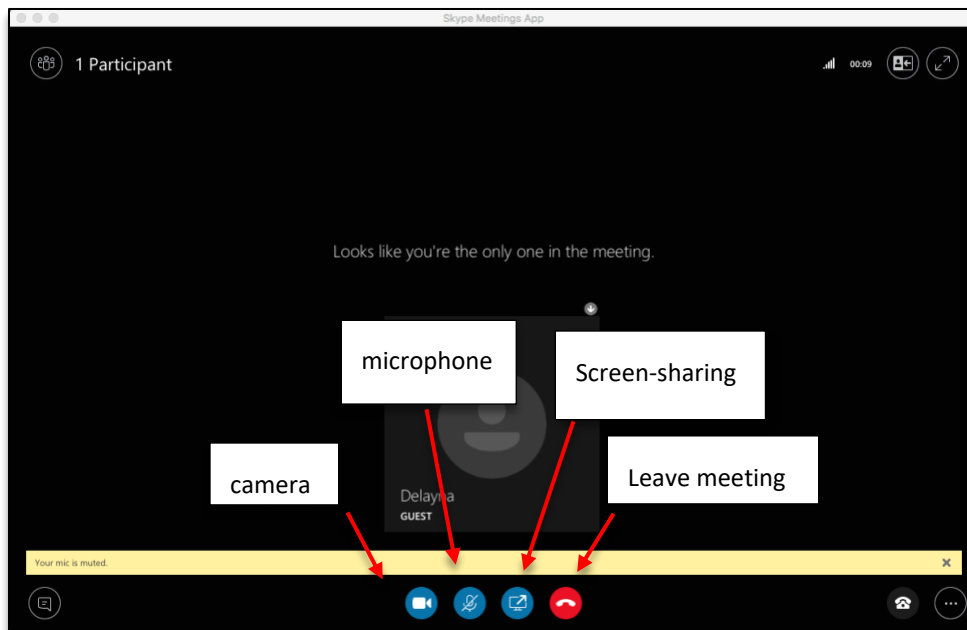 Skype Meetings App
1 Participant
00:09
Looks like you're the only one in the meeting.
microphone
Screen-sharing
camera
Leave meeting
Delayna
GUEST
Your mic is muted.